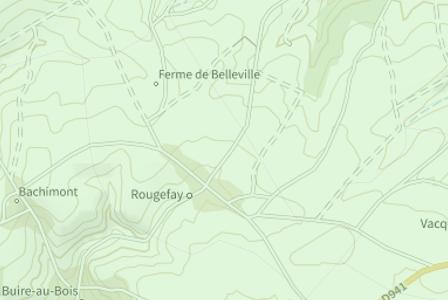 Ferme de Belleville
Bachimont
Rougefay
Vacq
Buire-au-Bois
D941